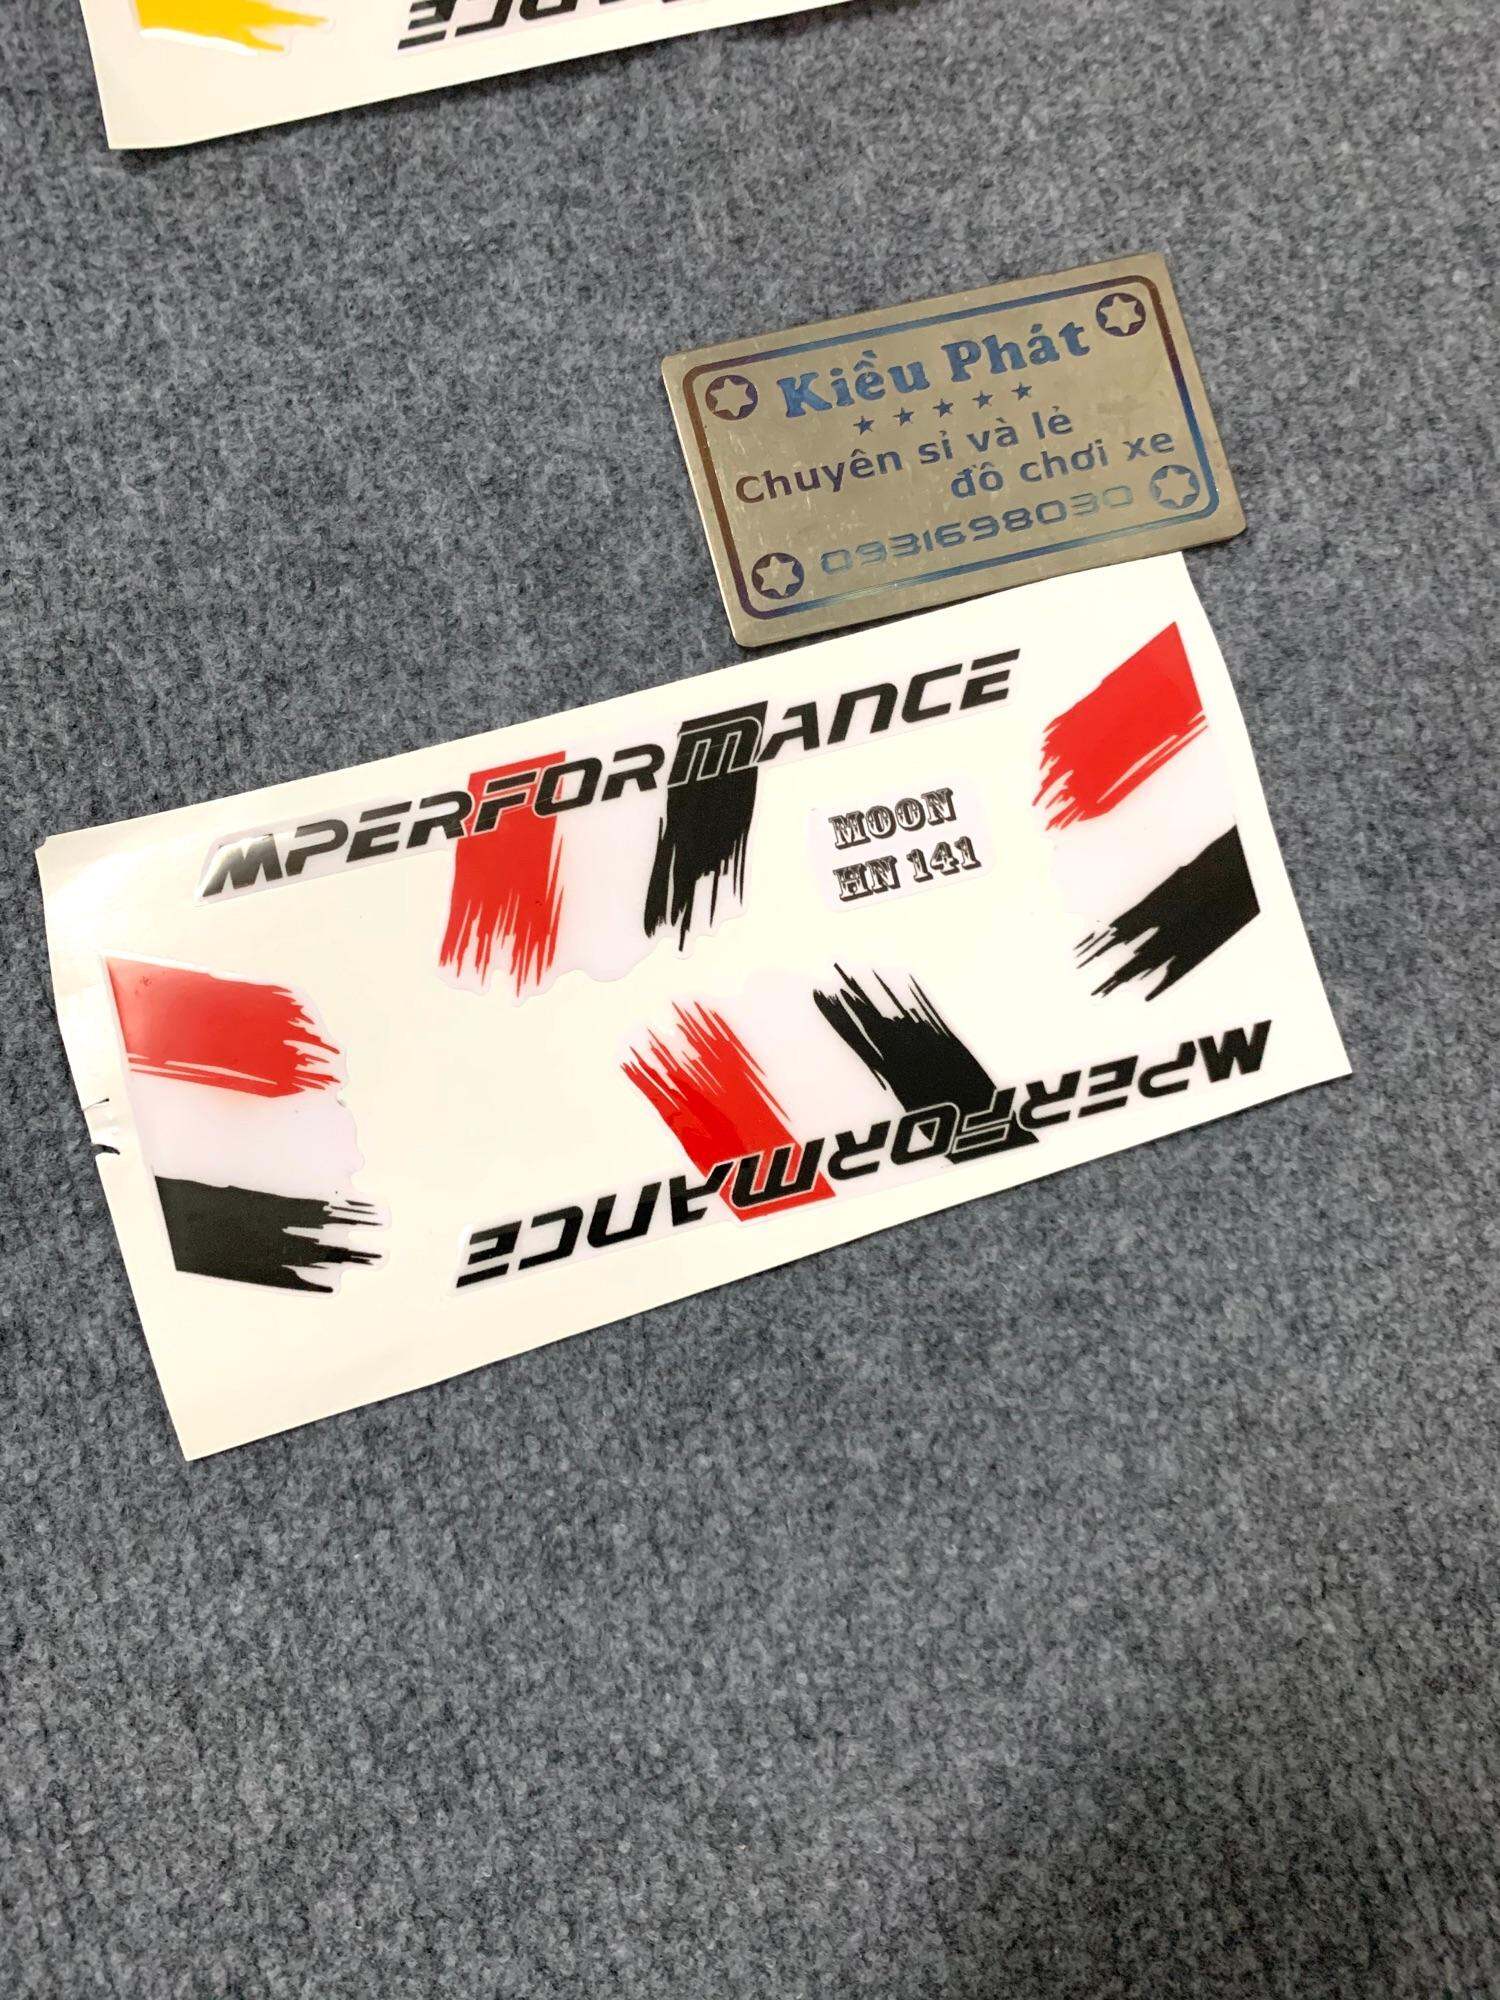 Kiều Phát
Chuyên sỉ và lẻ
đồ chơi xe
0931698030
MPERFORMANCE
MOON
HN 141
MPERFORMANCE